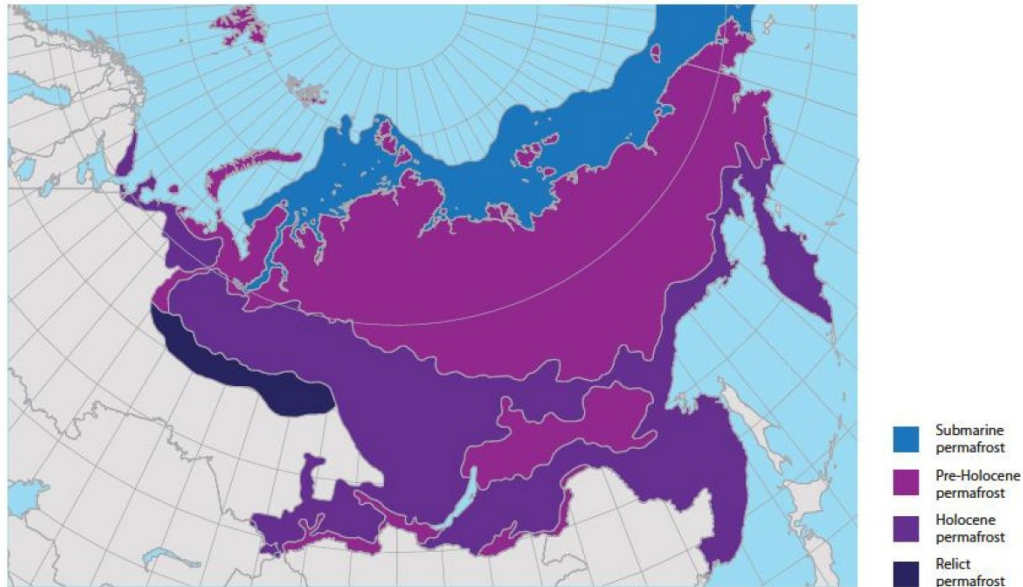 Submarine
permafrost
Pre-Holocene
permafrost
Holocene
permafrost
Relict
permafrost